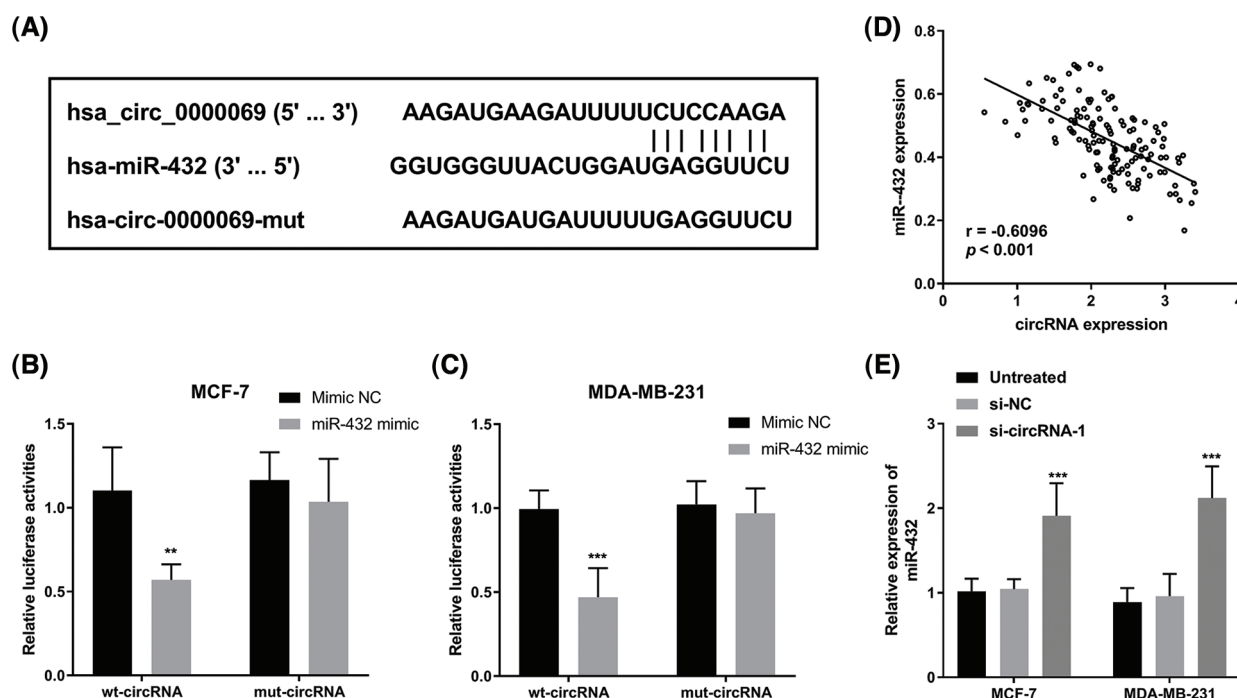 (A)
hsa_circ_0000069 (5' ... 3') AAGAUGAAGAUUUUUCUCCAAGA
hsa-miR-432 (3' ... 5') GGUGGGUUACUGGAUGAGGUUCU
hsa-circ-0000069-mut AAGAUGAUGAUUUUUGAGGUUCU
(D)
0.8
0.6
0.4
0.2
0.0
miR--432 expression
r = -0.6096
p < 0.001
0 1 2 3 4
circRNA expression
(B)
MCF-7
Mimic NC
miR-432 mimic
1.5
1.0
0.5
0.0
Relative luciferase activities
wt-circRNA mut-circRNA
**
(C)
MDA-MB-231
Mimic NC
miR-432 mimic
1.5
1.0
0.5
0.0
Relative luciferase activities
wt-circRNA mut-circRNA
***
(E)
Untreated
si-NC
si-circRNA-1
3
2
1
0
Relative expression of
miR-432
*** ***
MCF-7 MDA-MB-231